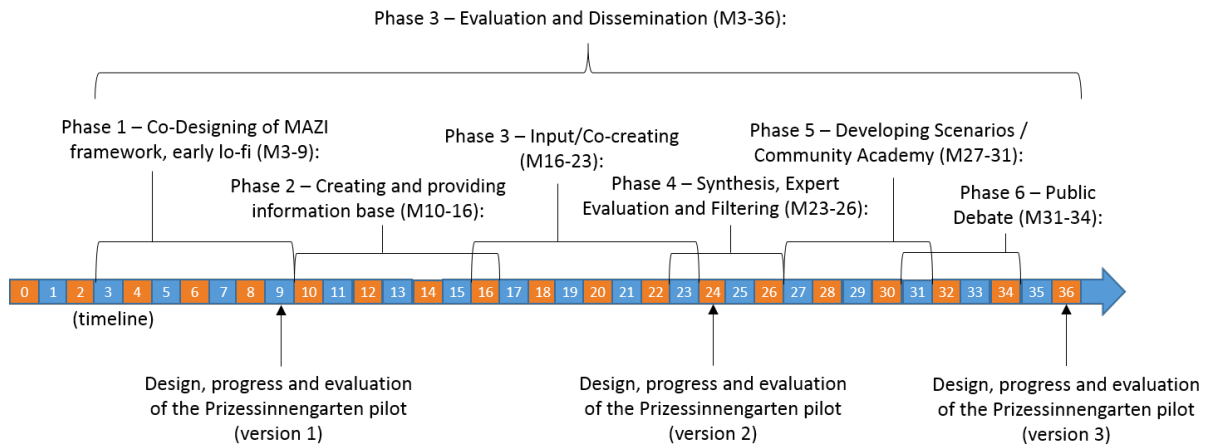 Phase 3 – Evaluation and Dissemination (M3-36):
Phase 1 – Co-Designing of MAZI
framework, early lo-fi (M3-9):
Phase 2 – Creating and providing
information base (M10-16):
Phase 3 – Input/Co-creating
(M16-23):
Phase 4 – Synthesis, Expert
Evaluation and Filtering (M23-26):
Phase 5 – Developing Scenarios /
Community Academy (M27-31):
Phase 6 – Public
Debate (M31-34):
0 1 2 3 4 5 6 7 8 9 10 11 12 13 14 15 16 17 18 19 20 21 22 23 24 25 26 27 28 29 30 31 32 33 34 35 36
(timeline)
Design, progress and evaluation
of the Prizessinnengarten pilot
(version 1)
Design, progress and evaluation
of the Prizessinnengarten pilot
(version 2)
Design, progress and evaluation
of the Prizessinnengarten pilot
(version 3)